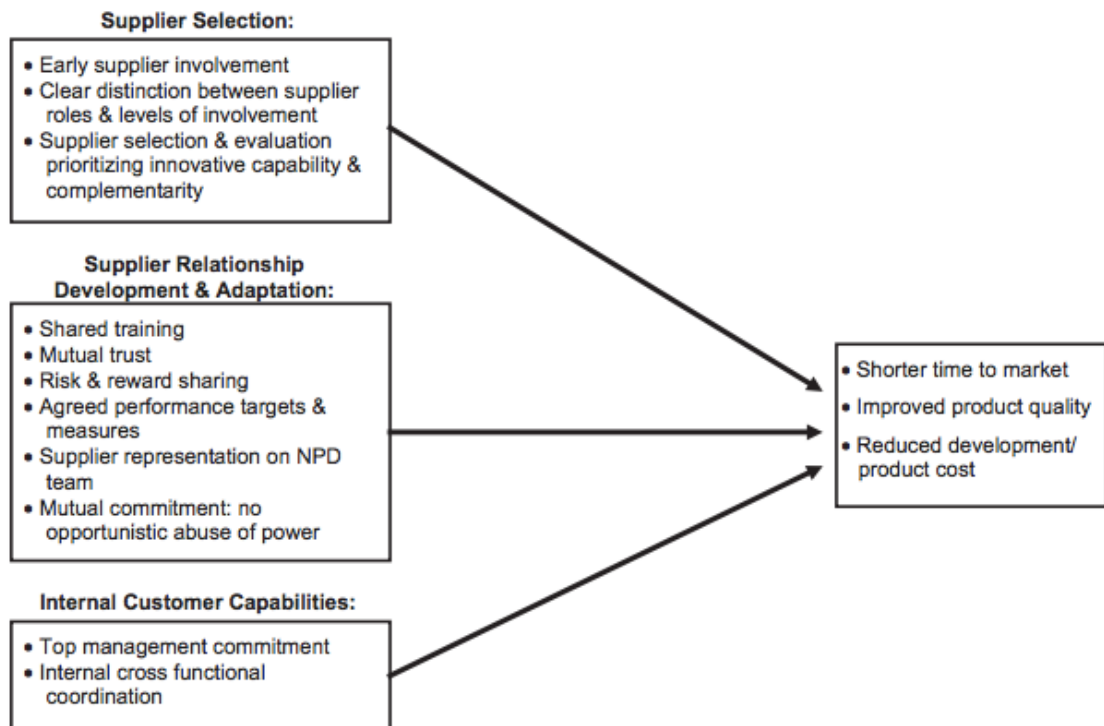 Supplier Selection:
• Early supplier involvement
• Clear distinction between supplier
roles & levels of involvement
• Supplier selection & evaluation
prioritizing innovative capability &
complementarity
Supplier Relationship
Development & Adaptation:
• Shared training
• Mutual trust
• Risk & reward sharing
• Agreed performance targets &
measures
• Supplier representation on NPD
team
• Mutual commitment: no
opportunistic abuse of power
Internal Customer Capabilities:
• Top management commitment
• Internal cross functional
coordination
• Shorter time to market
• Improved product quality
• Reduced development/
product cost